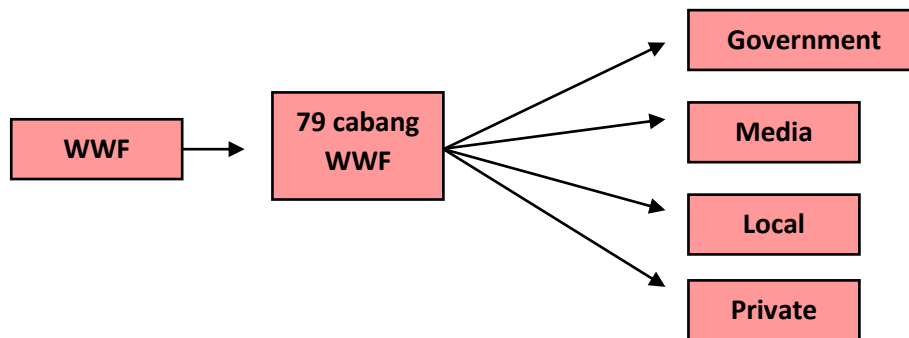 WWF
79 cabang
WWF
Government
Media
Local
Private